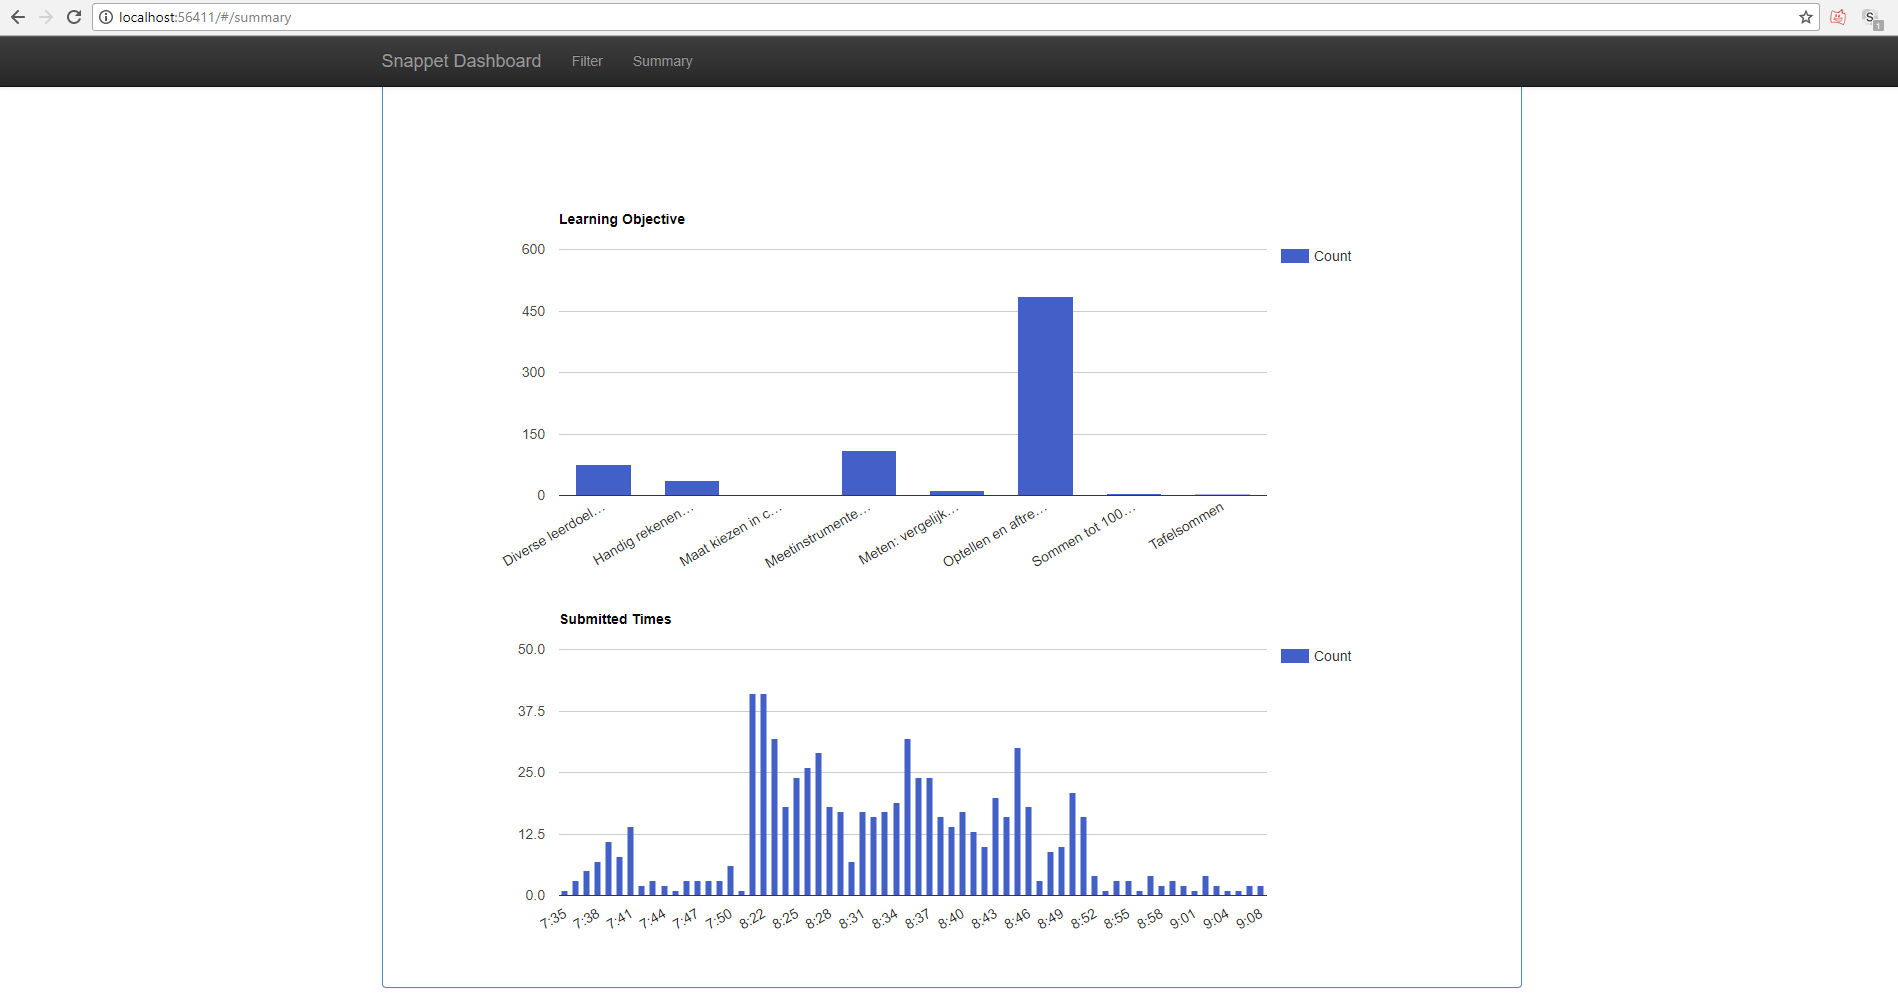 localhost:56411/#/summary
S
1
Snappet Dashboard Filter Summary
Learning Objective
600
450
300
150
0
Count
Diverse leerdoel…
Handig rekenen…
Maat kiezen in c…
Meetinstrumente…
Meten: vergelijk…
Optellen en aftre…
Sommen tot 100…
Tafelsommen
Submitted Times
50.0
37.5
25.0
12.5
0.0
Count
7:35 7:38 7:41 7:44 7:47 7:50 8:22 8:25 8:28 8:31 8:34 8:37 8:40 8:43 8:46 8:49 8:52 8:55 8:58 9:01 9:04 9:08